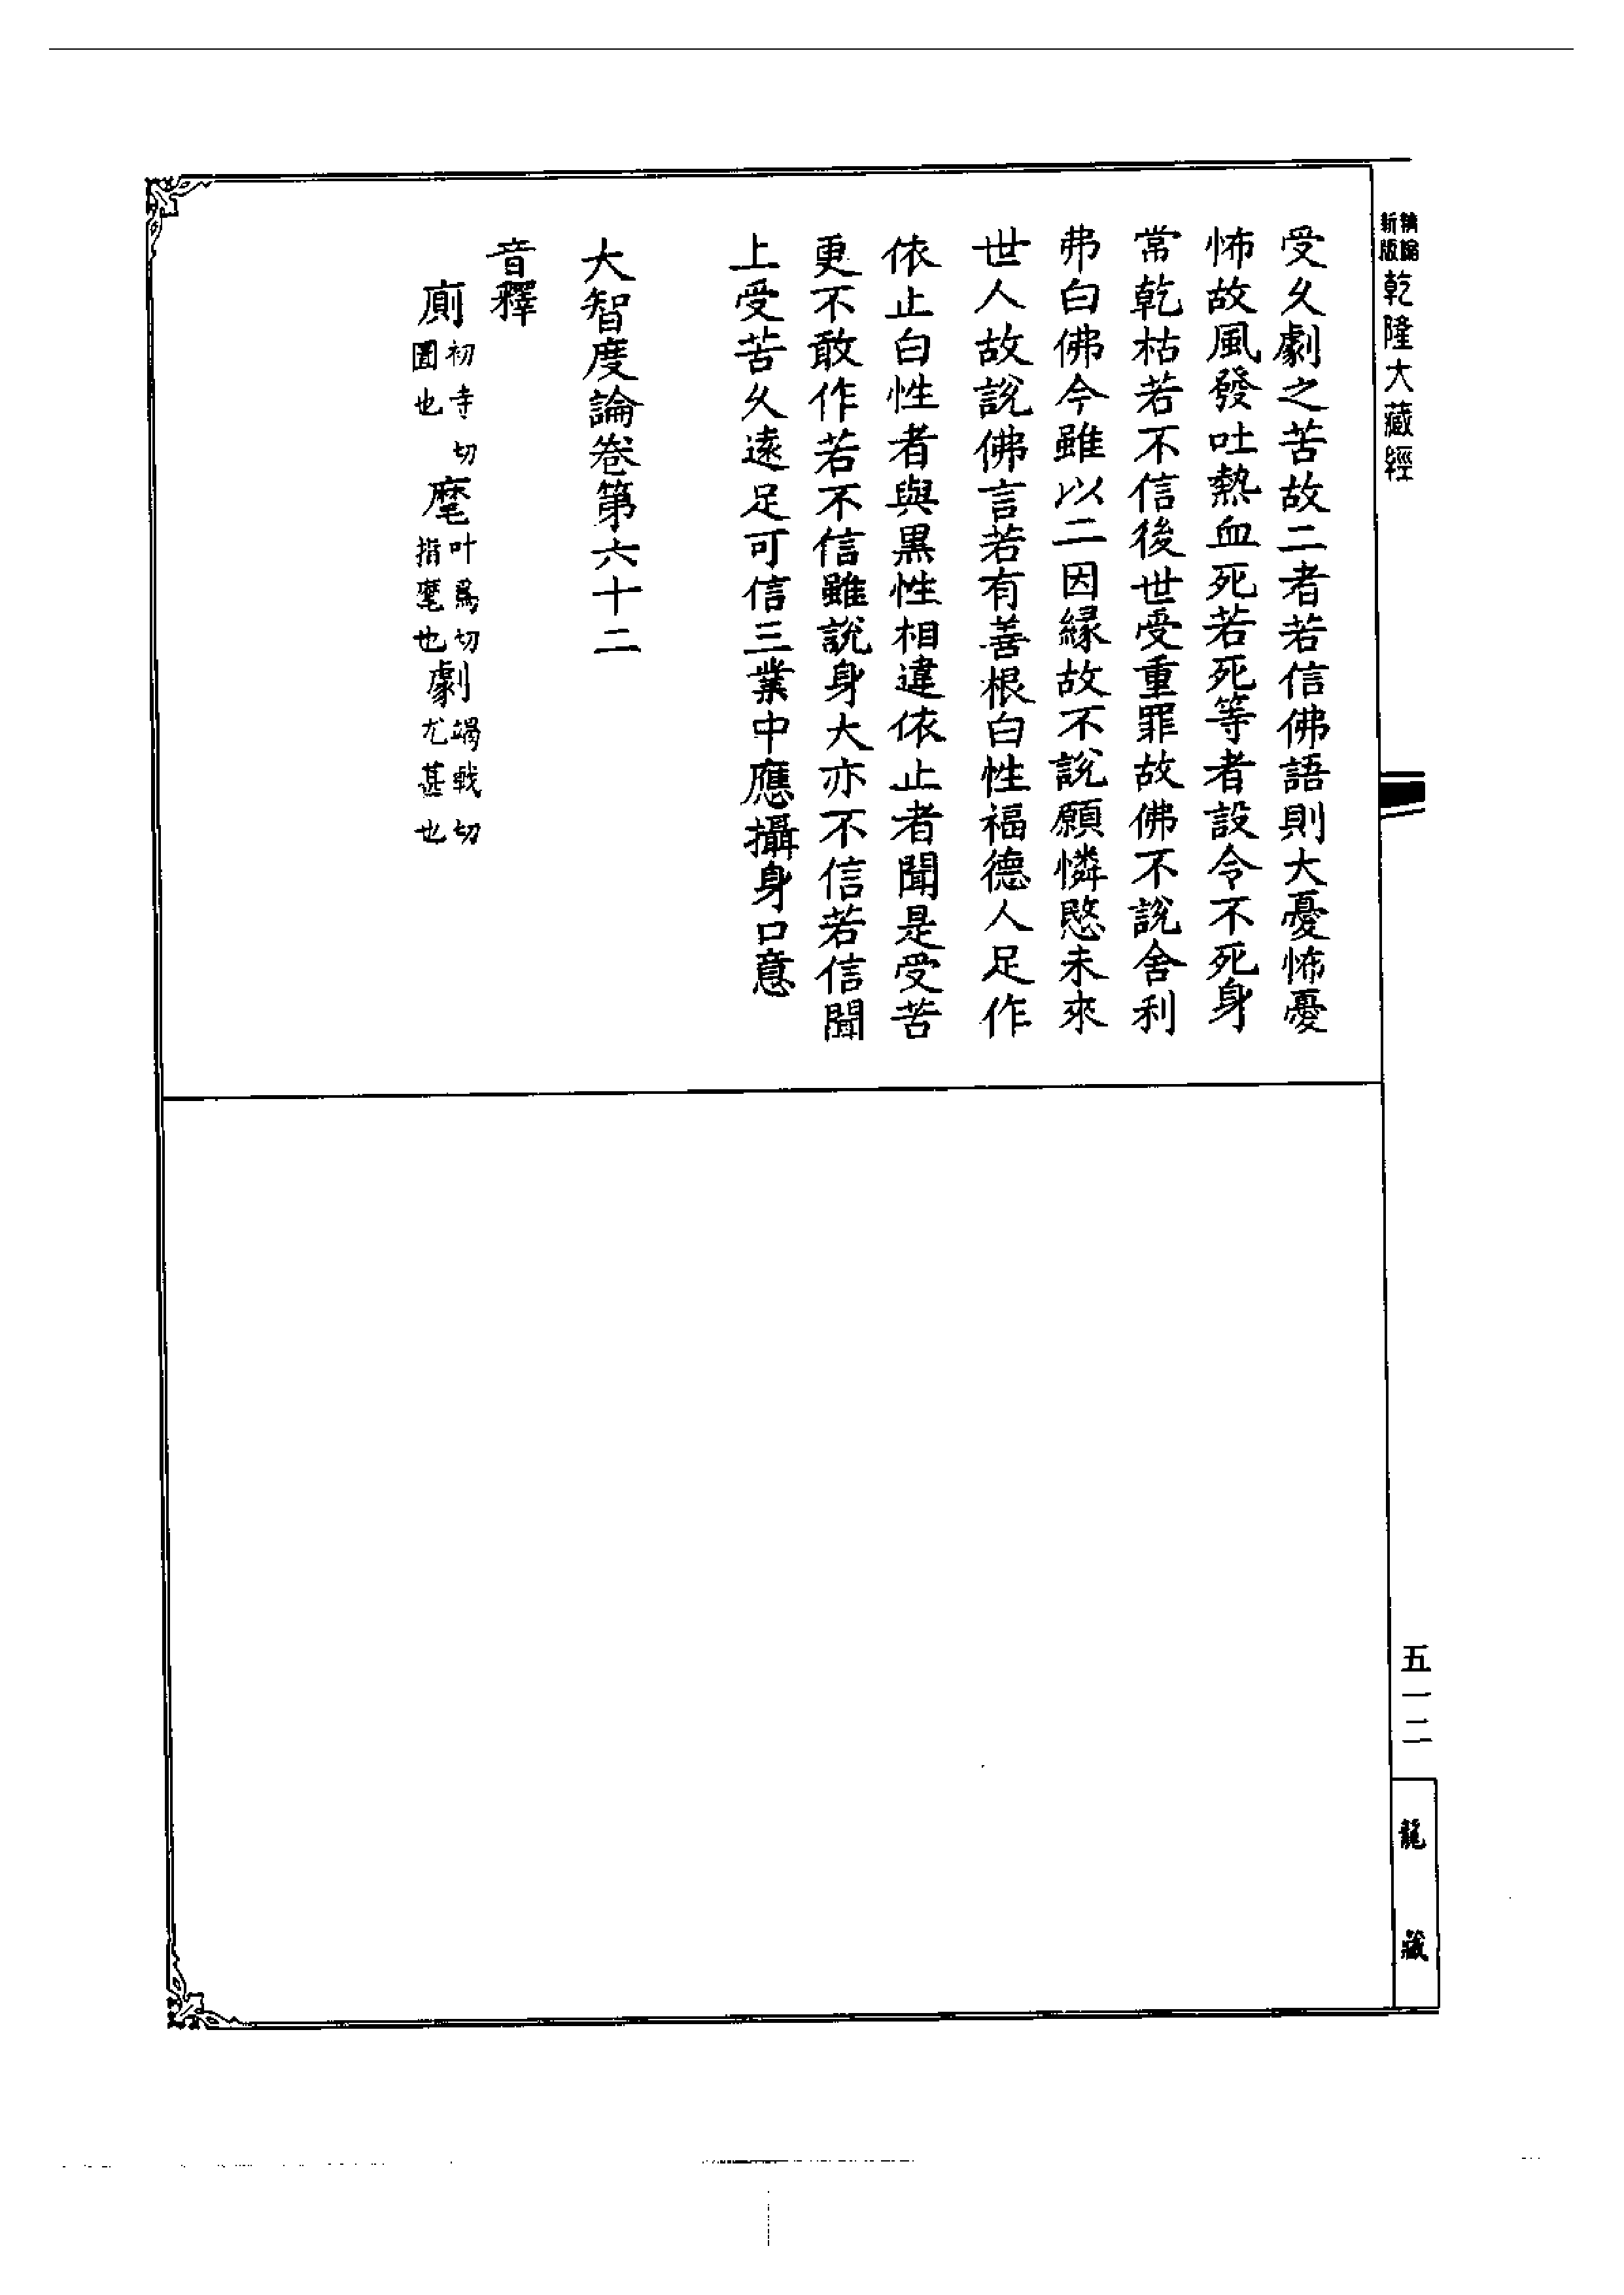 新版
精編
乾隆大藏經
受久劇之苦故二者若信佛語則大憂怖憂
怖故風發吐熱血死若死等者設令不死身
常乾枯若不信後世受重罪故佛不說舍利
弗白佛今雖以二因緣故不說願憐愍未來
世人故說佛言若有善根白性福德人足作
依止白性者與黑性相違依止者聞是受苦
更不敢作若不信雖說身大亦不信若信聞
上受苦久遠足可信三業中應攝身口意
大智度論卷第六十二
音釋
廁初寺切圊也麾吁為切指麾也劇竭戟切尤甚也
五一二
龍藏